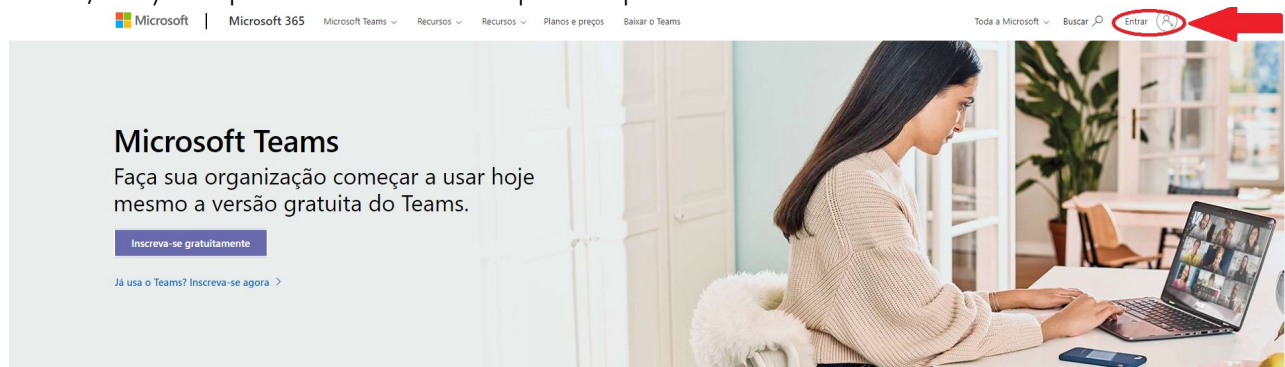 Microsoft | Microsoft 365 Microsoft Teams Recursos Recursos Planos e preços Baixar o Teams Toda a Microsoft Buscar Entrar
Microsoft Teams
Faça sua organização começar a usar hoje
mesmo a versão gratuita do Teams.
Inscreva-se gratuitamente
Já usa o Teams? Inscreva-se agora >